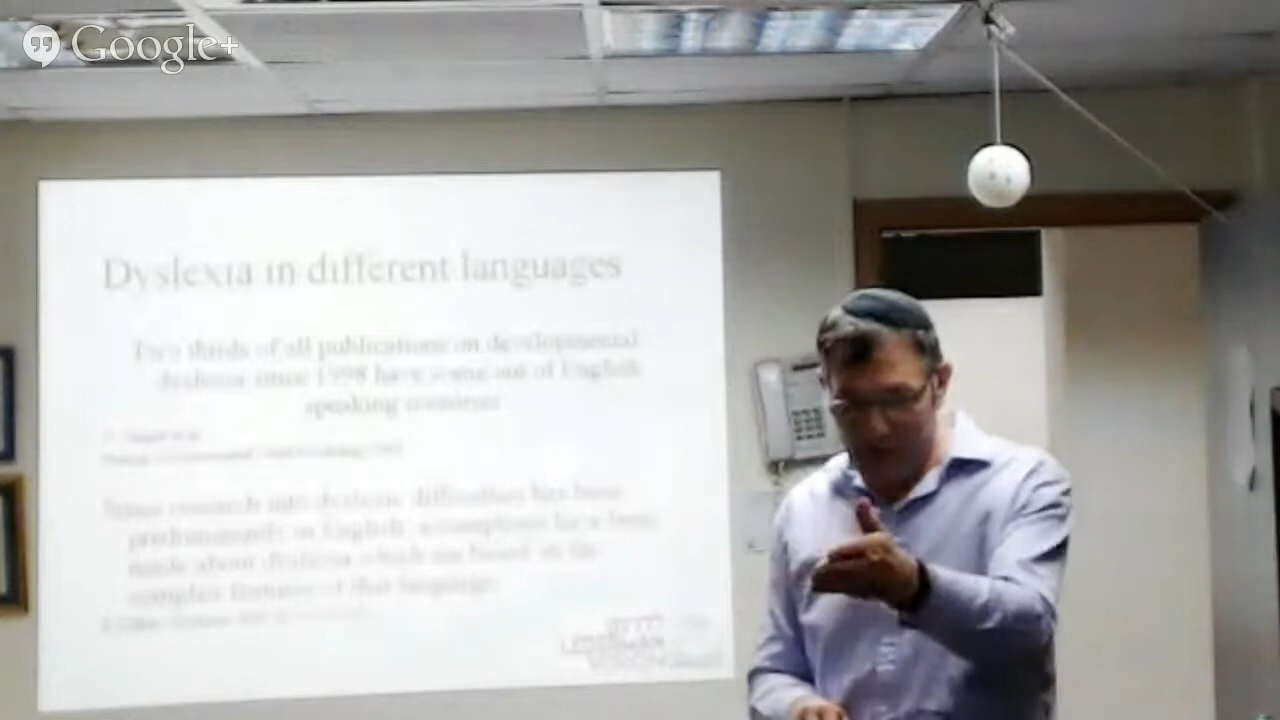 Google+
Dyslexia in different languages
Two thirds of all publications on developmental
dyslexia since 1998 have come out of English
speaking countries
Since research into dyslexic difficulties has been
predominantly in English, assumptions have been
made about dyslexia which are based on the
complex features of that language